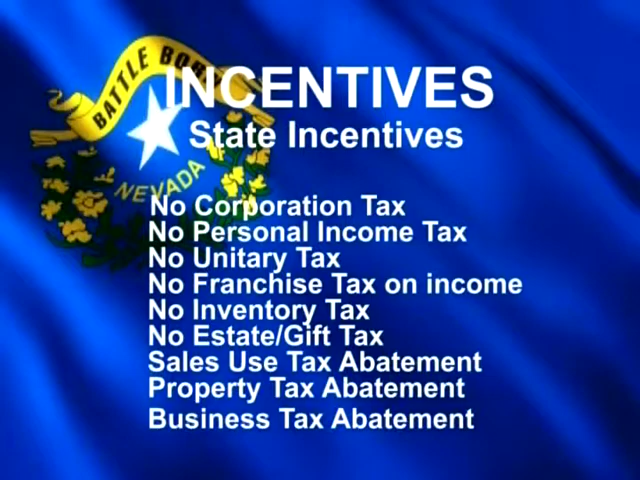 BATTLE BORN
NEVADA
INCENTIVES
State Incentives
No Corporation Tax
No Personal Income Tax
No Unitary Tax
No Franchise Tax on income
No Inventory Tax
No Estate/Gift Tax
Sales Use Tax Abatement
Property Tax Abatement
Business Tax Abatement